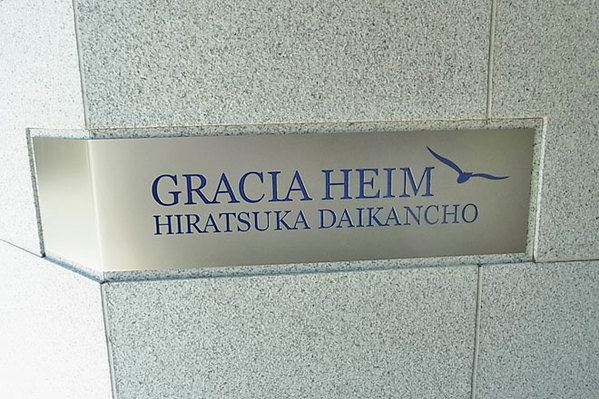 GRACIA HEIM
HIRATSUKA DAIKANCHO